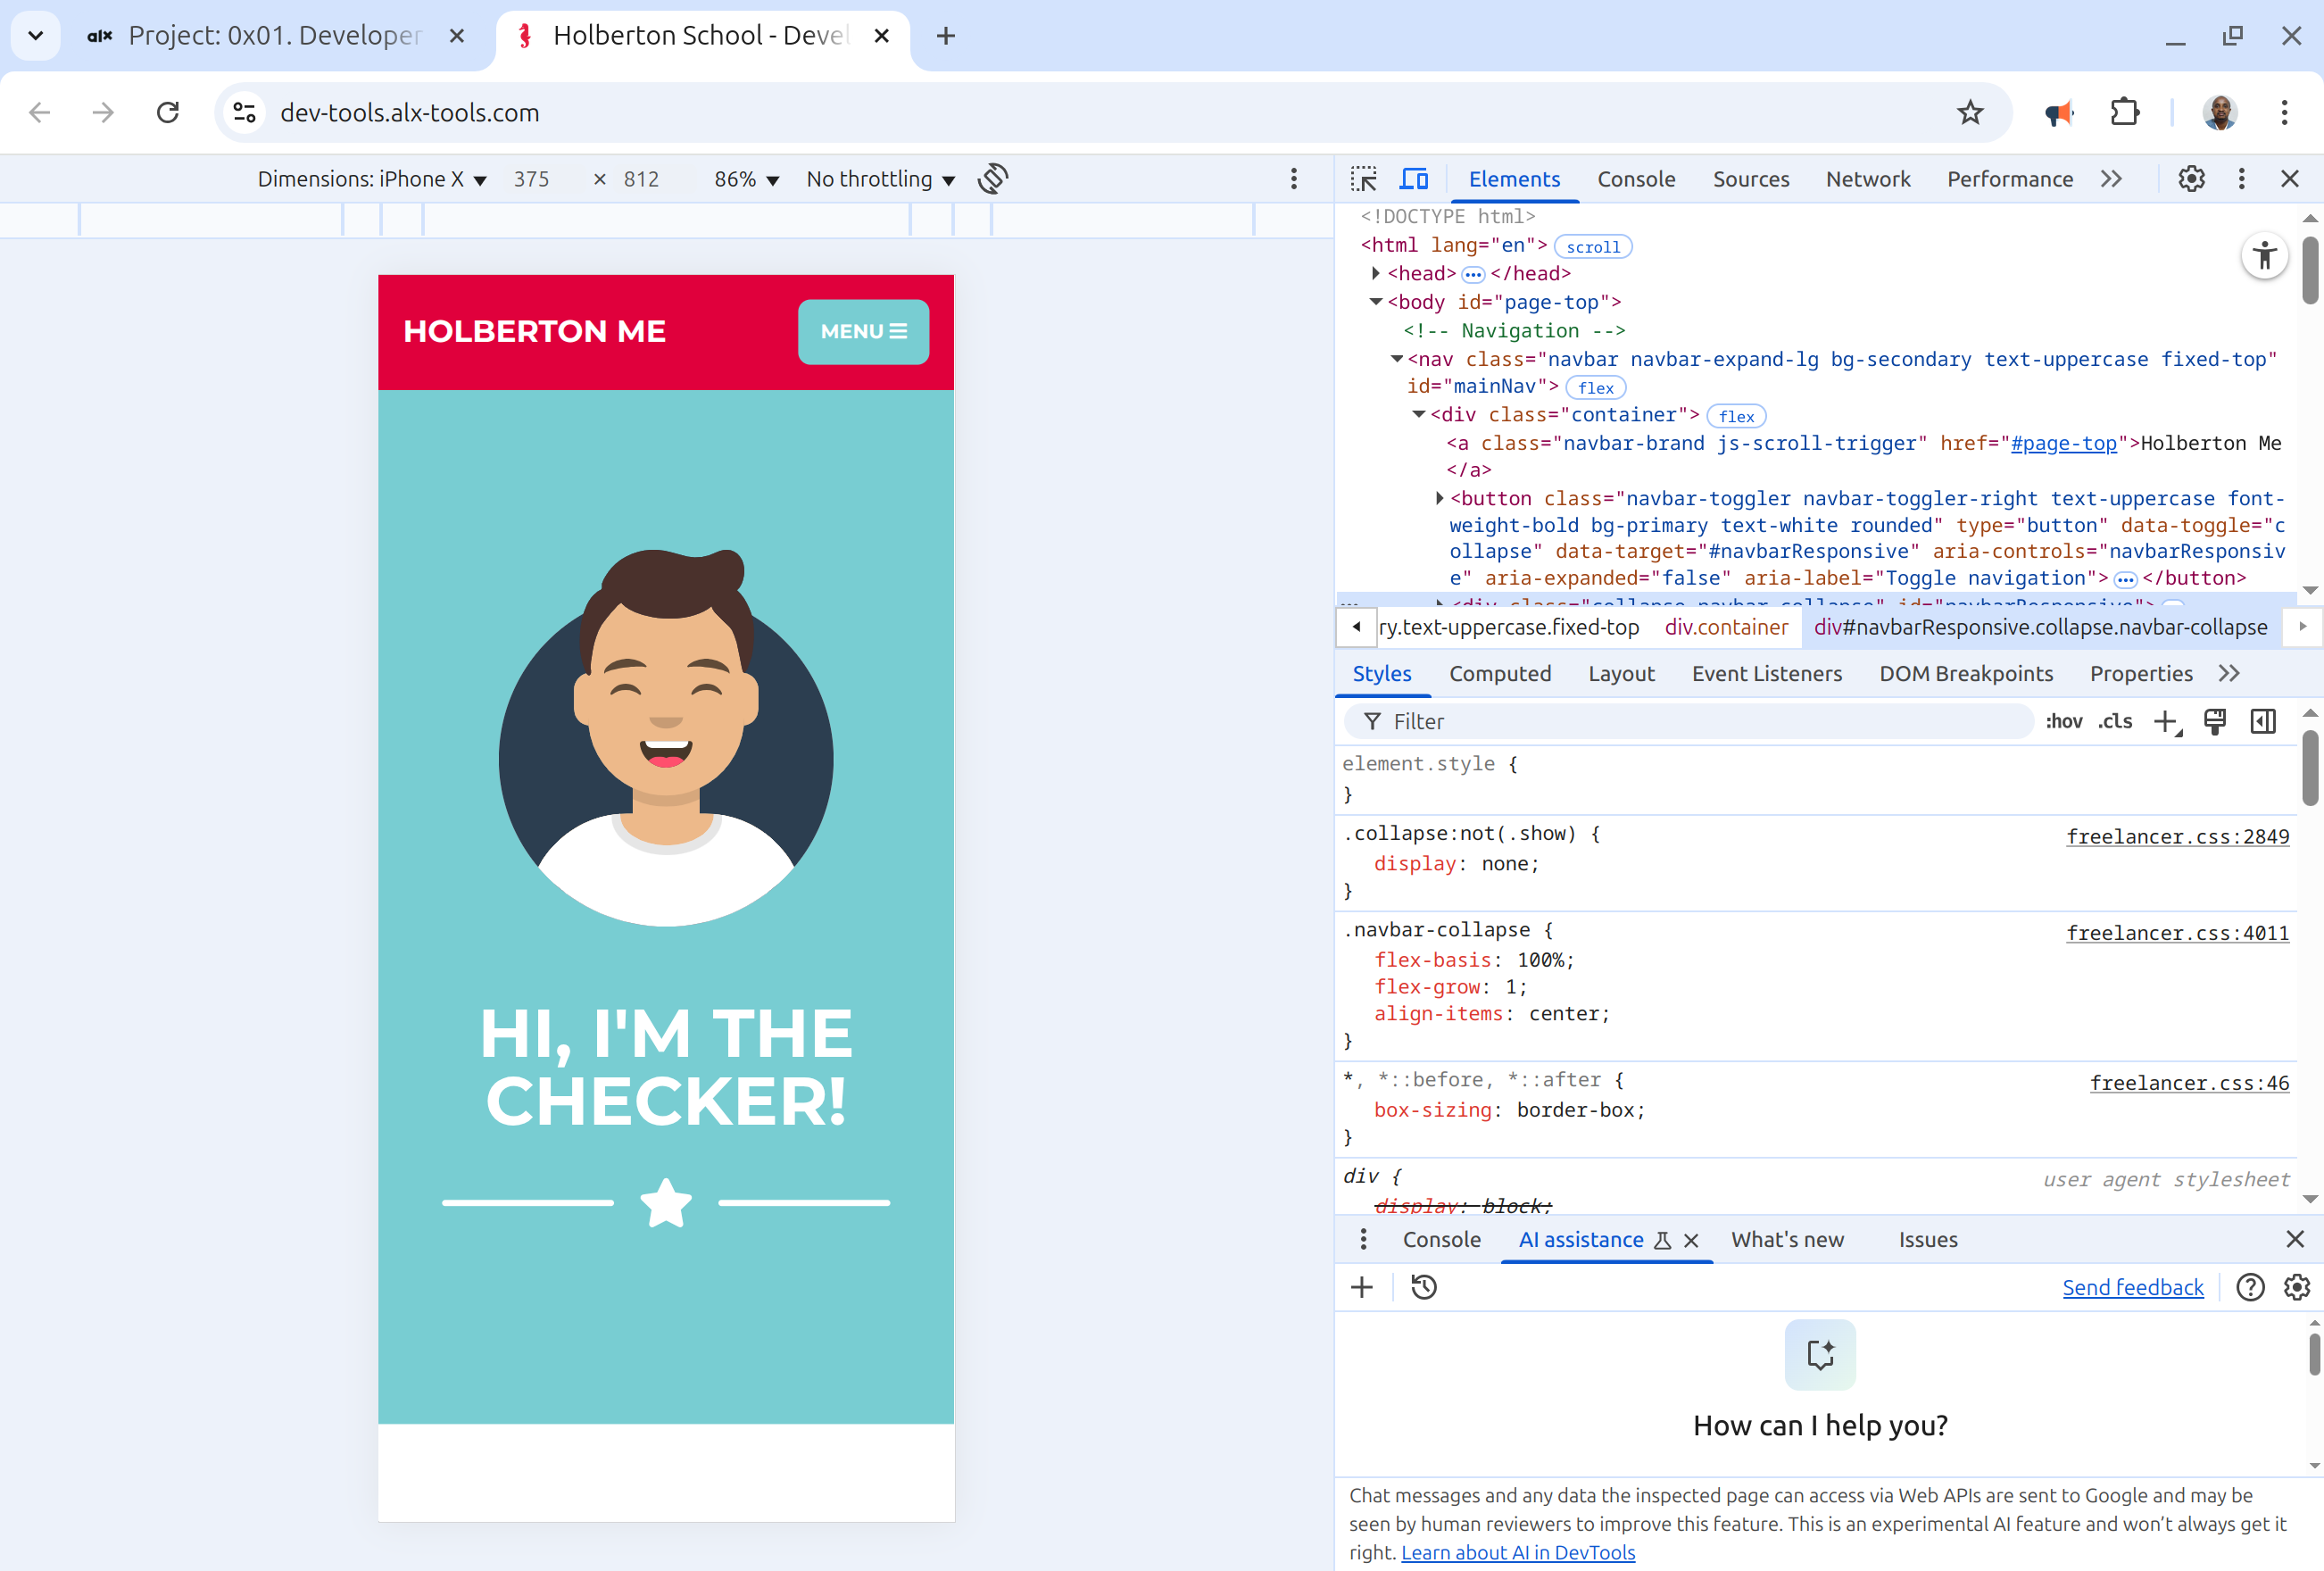 alx Project: 0x01. Developer
Holberton School - Devel
dev-tools.alx-tools.com
Dimensions: iPhone X ▼ 375 × 812 86% ▼ No throttling ▼
Elements Console Sources Network Performance
<!DOCTYPE html>
<html lang="en"> scroll
<head> ••• </head>
<body id="page-top">
<!-- Navigation -->
<nav class="navbar navbar-expand-lg bg-secondary text-uppercase fixed-top"
id="mainNav"> flex
<div class="container"> flex
<a class="navbar-brand js-scroll-trigger" href="#page-top">Holberton Me
</a>
<button class="navbar-toggler navbar-toggler-right text-uppercase font-
weight-bold bg-primary text-white rounded" type="button" data-toggle="c
ollapse" data-target="#navbarResponsive" aria-controls="navbarResponsiv
e" aria-expanded="false" aria-label="Toggle navigation"> ••• </button>
<div class="collapse navbar-collapse" id="navbarResponsive">
ry.text-uppercase.fixed-top div.container div#navbarResponsive.collapse.navbar-collapse
Styles Computed Layout Event Listeners DOM Breakpoints Properties
Filter :hov .cls
element.style {
}
.collapse:not(.show) { freelancer.css:2849
display: none;
}
.navbar-collapse { freelancer.css:4011
flex-basis: 100%;
flex-grow: 1;
align-items: center;
}
*, *::before, *::after { freelancer.css:46
box-sizing: border-box;
}
div { user agent stylesheet
display: block;
Console AI assistance What's new Issues
Send feedback
How can I help you?
Chat messages and any data the inspected page can access via Web APIs are sent to Google and may be
seen by human reviewers to improve this feature. This is an experimental AI feature and won't always get it
right. Learn about AI in DevTools
HOLBERTON ME
MENU
HI, I'M THE
CHECKER!